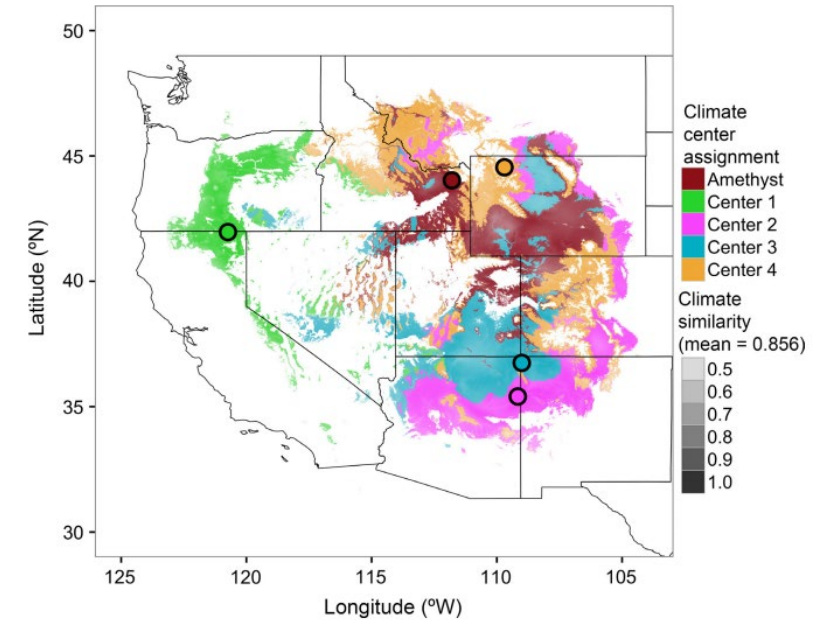 50
45
40
35
30
Latitude (ºN)
125
120
115
110
105
Longitude (ºW)
Climate
center
assignment
Amethyst
Center 1
Center 2
Center 3
Center 4
Climate
similarity
(mean = 0.856)
0.5
0.6
0.7
0.8
0.9
1.0